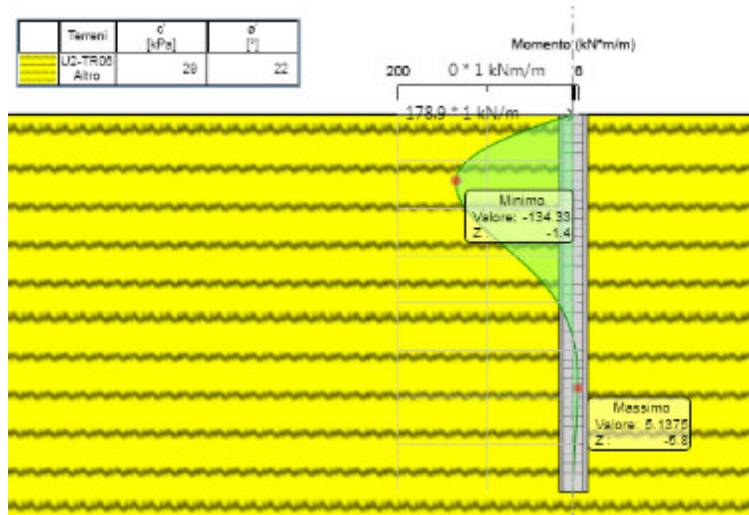 Terreni c' ø'
[kPa] [°]
U2-TR06
Altro 29 22
Momento (kN*m/m)
200 0 * 1 kNm/m 6
178.9 * 1 kN/m
Minimo
Valore: -134.33
Z : -1.4
Massimo
Valore: 5.1375
Z : -5.8